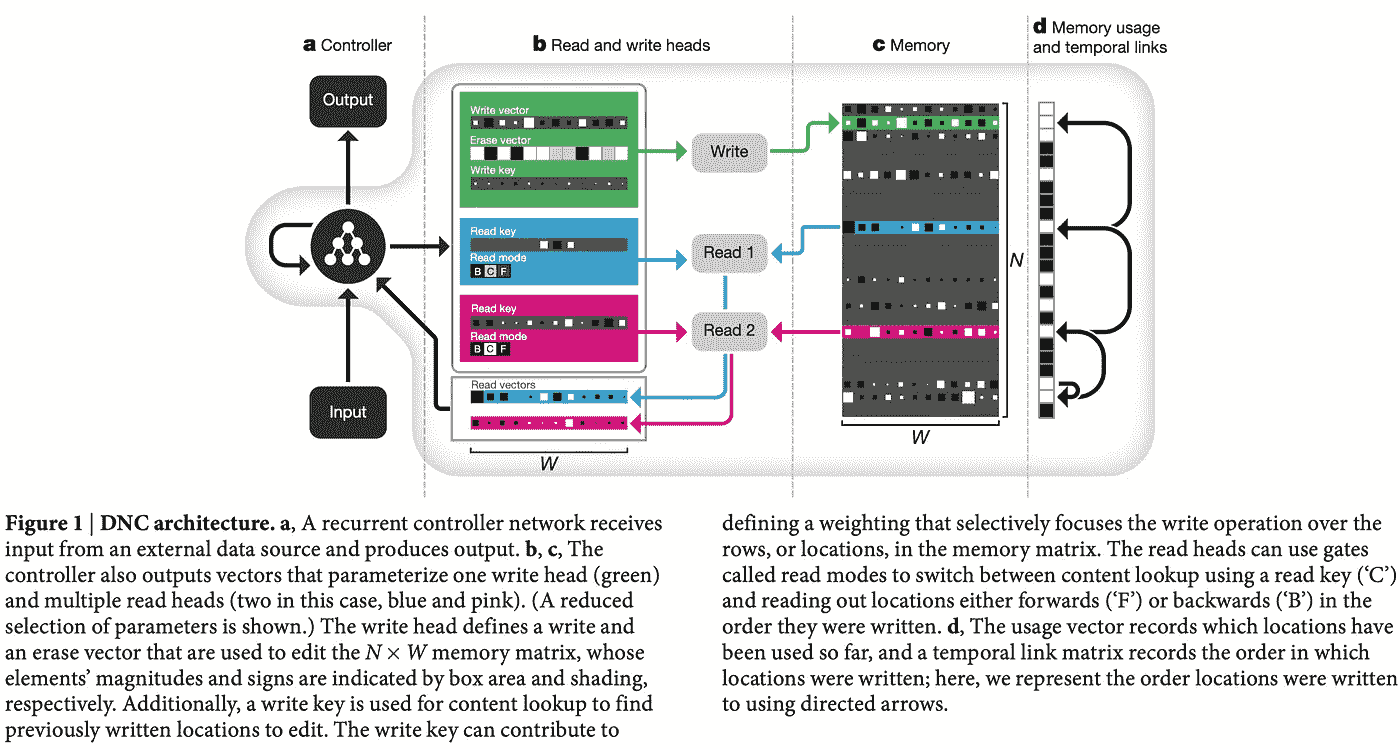 a Controller
b Read and write heads
c Memory
d Memory usage
and temporal links
Output
Input
Write vector
Erase vector
Write key
Read key
Read mode
B C F
Read key
Read mode
B C F
Read vectors
W
Write
Read 1
Read 2
N
W
Figure 1 | DNC architecture. a, A recurrent controller network receives
input from an external data source and produces output. b, c, The
controller also outputs vectors that parameterize one write head (green)
and multiple read heads (two in this case, blue and pink). (A reduced
selection of parameters is shown.) The write head defines a write and
an erase vector that are used to edit the N × W memory matrix, whose
elements’ magnitudes and signs are indicated by box area and shading,
respectively. Additionally, a write key is used for content lookup to find
previously written locations to edit. The write key can contribute to
defining a weighting that selectively focuses the write operation over the
rows, or locations, in the memory matrix. The read heads can use gates
called read modes to switch between content lookup using a read key (‘C’)
and reading out locations either forwards (‘F’) or backwards (‘B’) in the
order they were written. d, The usage vector records which locations have
been used so far, and a temporal link matrix records the order in which
locations were written; here, we represent the order locations were written
to using directed arrows.